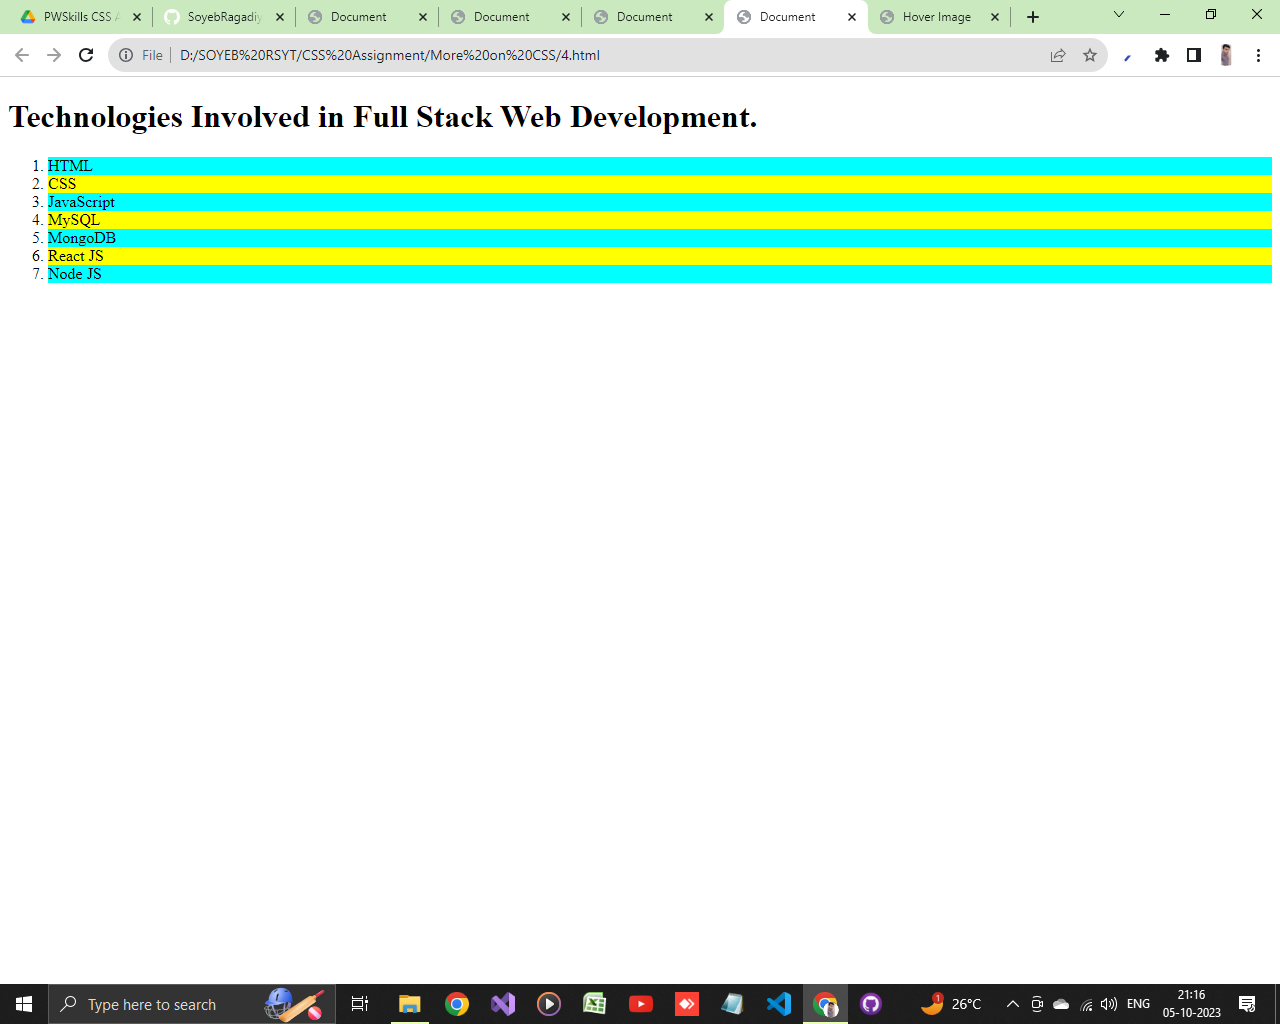 PWSkills CSS A
SoyebRagadiy
Document
Document
Document
Document
Hover Image
File
D:/SOYEB%20RSYT/CSS%20Assignment/More%20on%20CSS/4.html
Technologies Involved in Full Stack Web Development.
1. HTML
2. CSS
3. JavaScript
4. MySQL
5. MongoDB
6. React JS
7. Node JS
Type here to search
1
26°C
ENG
21:16
05-10-2023